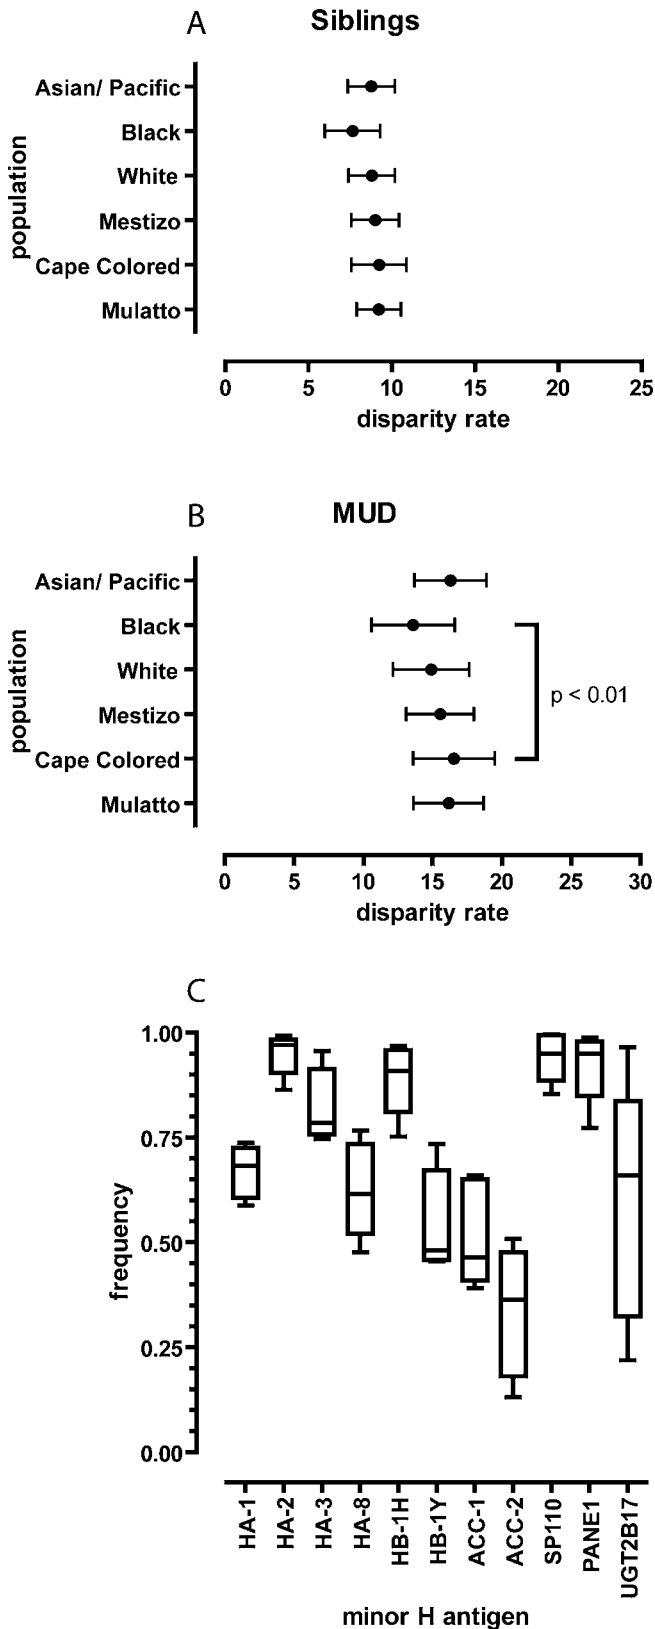 A
Siblings
population
Asian/ Pacific
Black
White
Mestizo
Cape Colored
Mulatto
0 5 10 15 20 25
disparity rate
B
MUD
population
Asian/ Pacific
Black
White
Mestizo
Cape Colored
Mulatto
p < 0.01
0 5 10 15 20 25 30
disparity rate
C
frequency
1.00
0.75
0.50
0.25
0.00
HA-1 HA-2 HA-3 HA-8 HB-1H HB-1Y ACC-1 ACC-2 SP110 PANE1 UGT2B17
minor H antigen